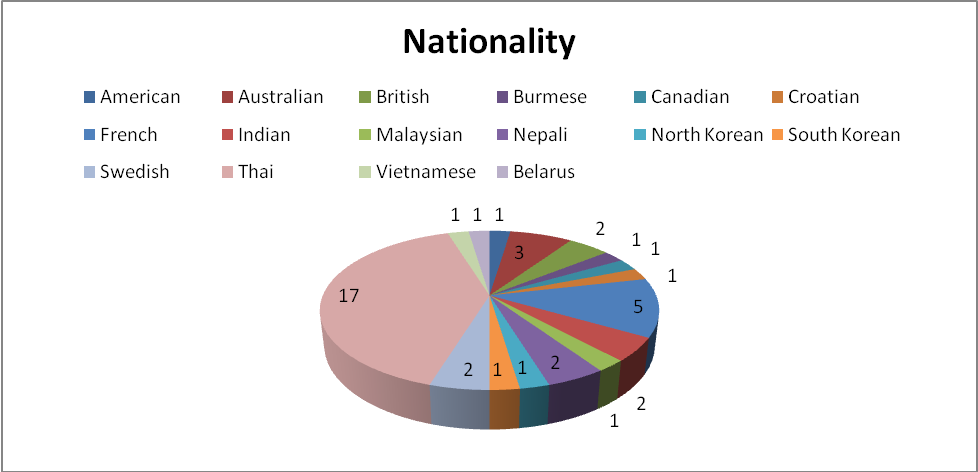 Nationality
American Australian British Burmese Canadian Croatian
French Indian Malaysian Nepali North Korean South Korean
Swedish Thai Vietnamese Belarus
1 1 1
2
1
1
1
3
17
5
2 1 1 2
2
1